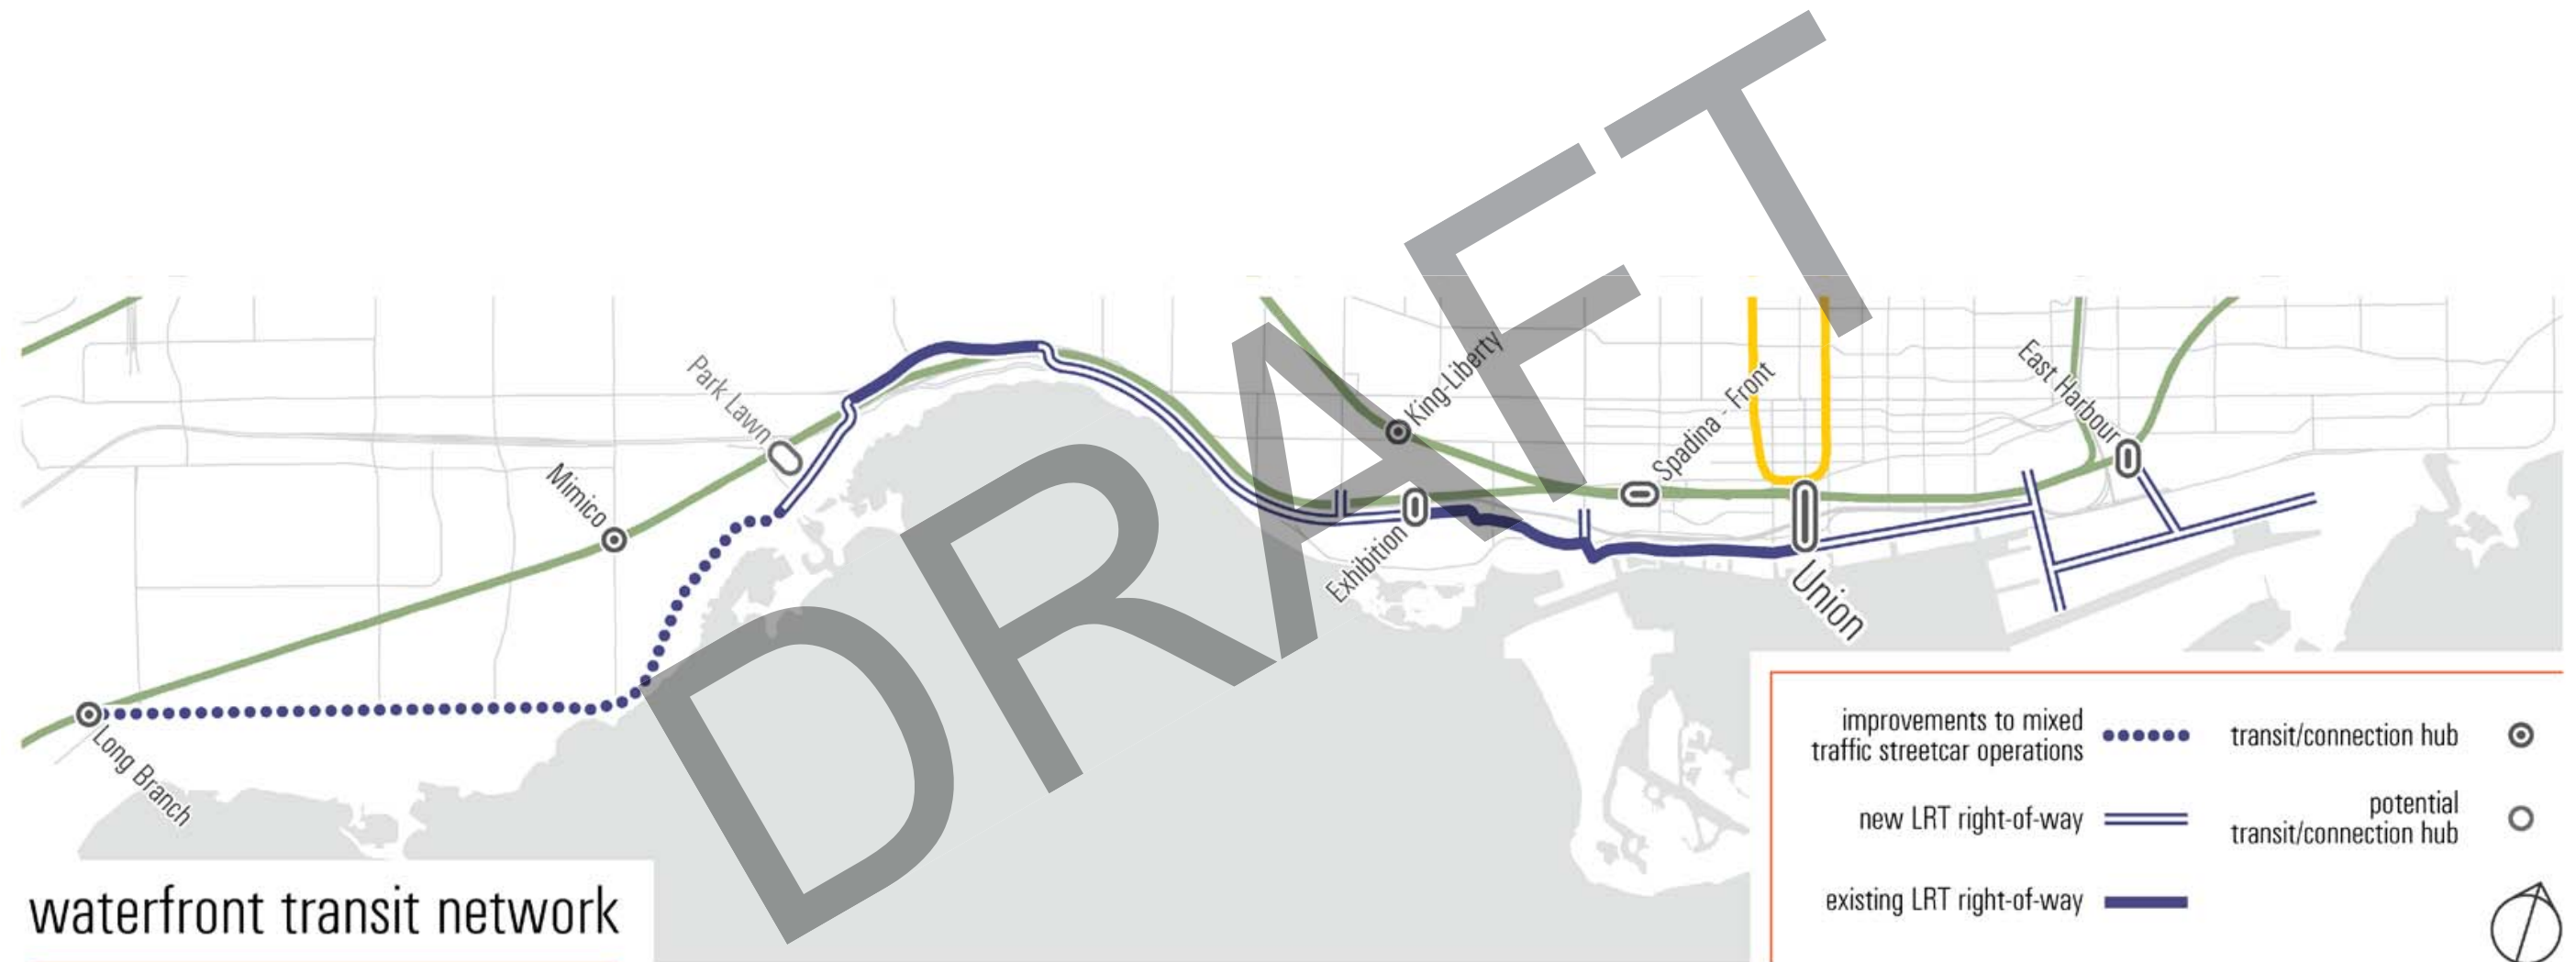 DRAFT
Park Lawn
Mimico
Long Branch
King-Liberty
Exhibition
Spadina - Front
Union
East Harbour
improvements to mixed
traffic streetcar operations
new LRT right-of-way
existing LRT right-of-way
transit/connection hub
potential
transit/connection hub
waterfront transit network